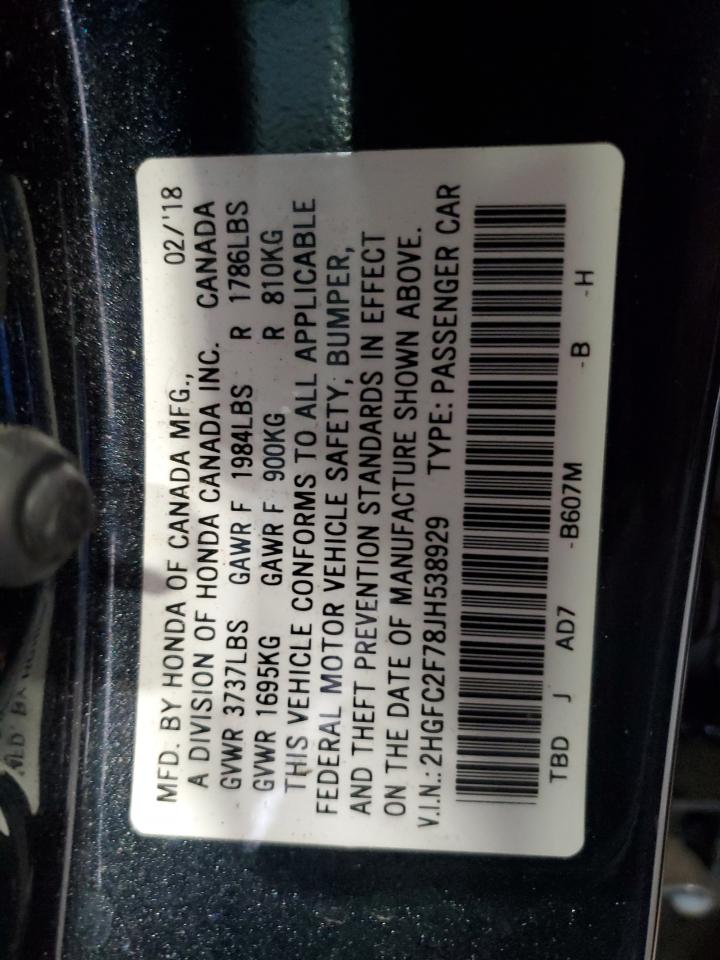 MFD. BY HONDA OF CANADA MFG., 02/'18
A DIVISION OF HONDA CANADA INC. CANADA
GVWR 3737LBS GAWR F 1984LBS R 1786LBS
GVWR 1695KG GAWR F 900KG R 810KG
THIS VEHICLE CONFORMS TO ALL APPLICABLE
FEDERAL MOTOR VEHICLE SAFETY, BUMPER,
AND THEFT PREVENTION STANDARDS IN EFFECT
ON THE DATE OF MANUFACTURE SHOWN ABOVE.
V.I.N.: 2HGFC2F78JH538929 TYPE: PASSENGER CAR
TBD J AD7 -B607M -B -H